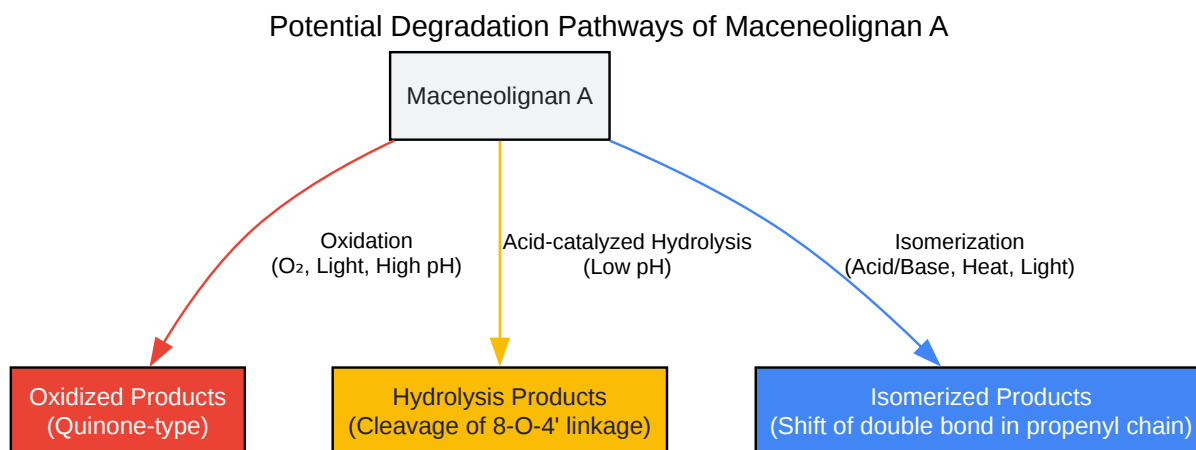 Potential Degradation Pathways of Maceneolignan A
Maceneolignan A
Oxidation
(O₂, Light, High pH)
Acid-catalyzed Hydrolysis
(Low pH)
Isomerization
(Acid/Base, Heat, Light)
Oxidized Products
(Quinone-type)
Hydrolysis Products
(Cleavage of 8-O-4' linkage)
Isomerized Products
(Shift of double bond in propenyl chain)